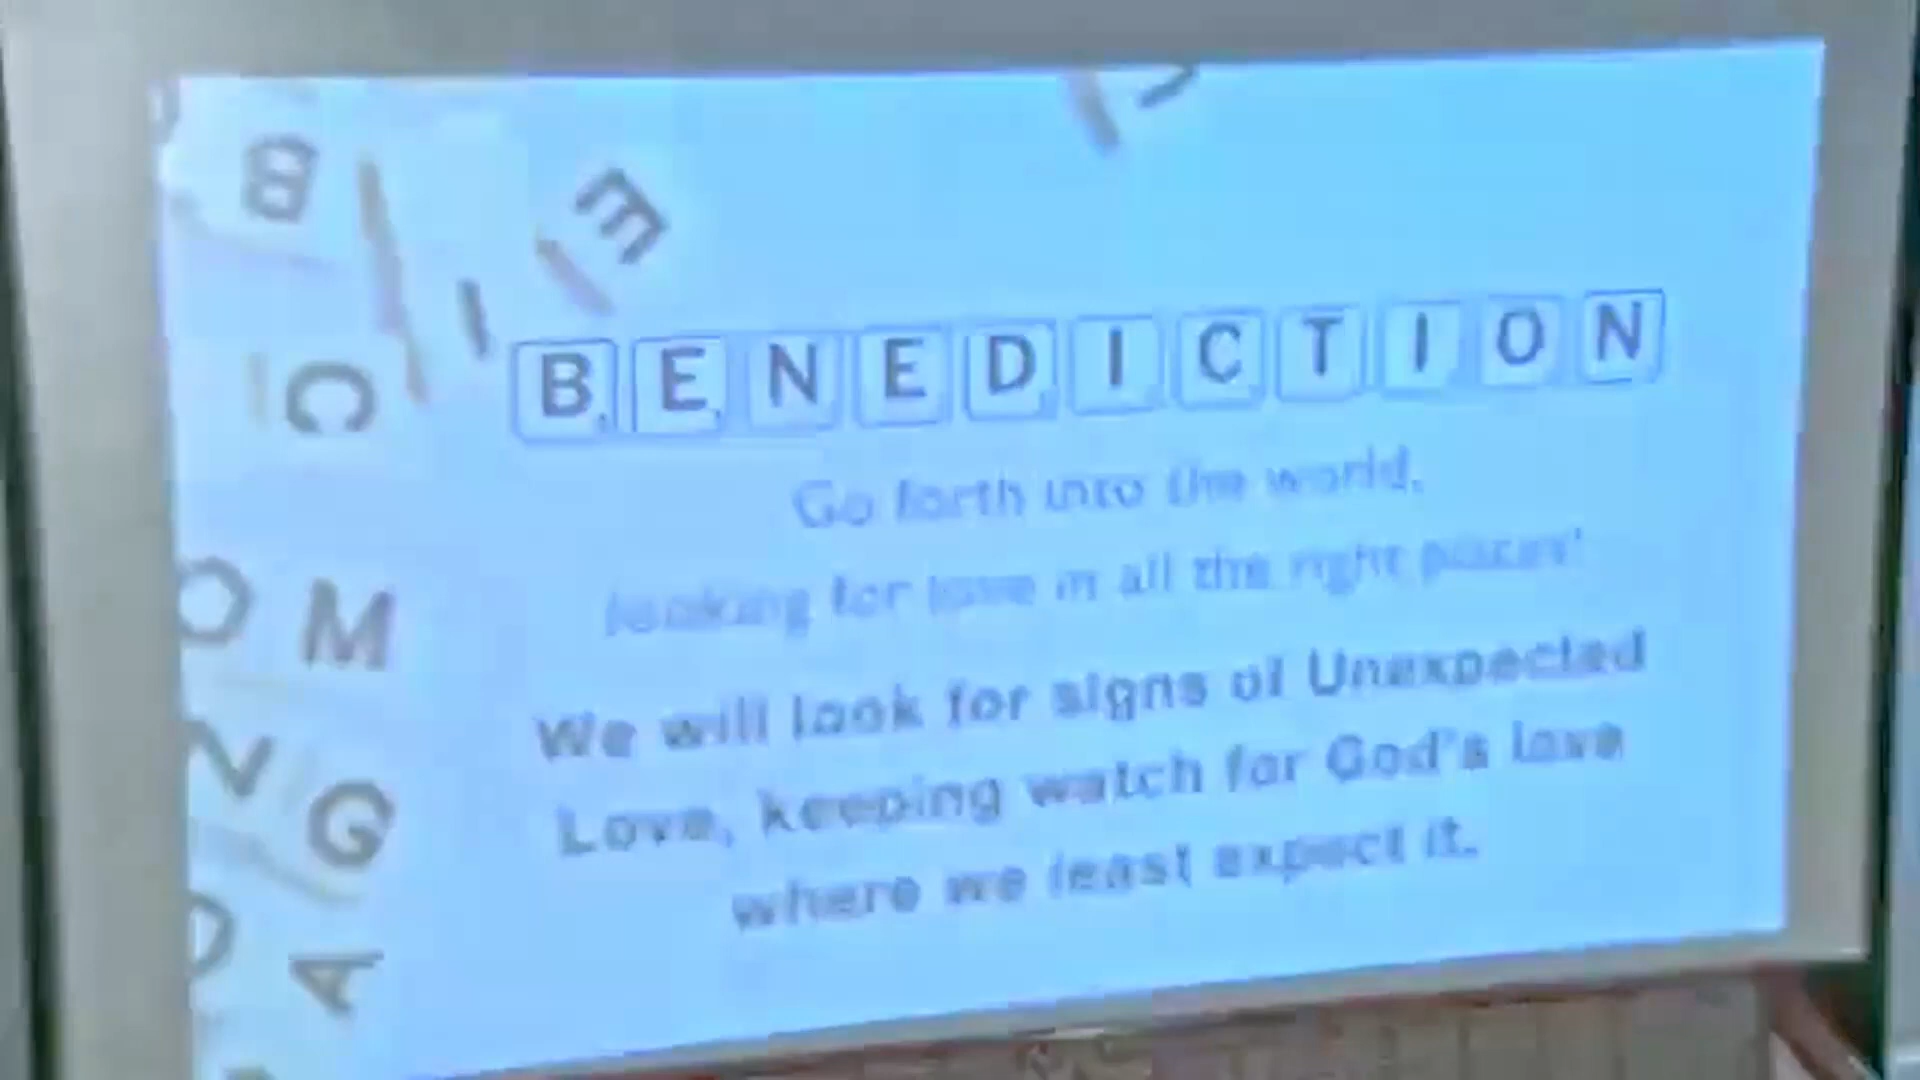 B
E
I
C
BENEDICTION
Go forth into the world,
looking for love in all the right places!
O M
We will look for signs of Unexpected
N G
Love, keeping watch for God's love
where we least expect it.
A